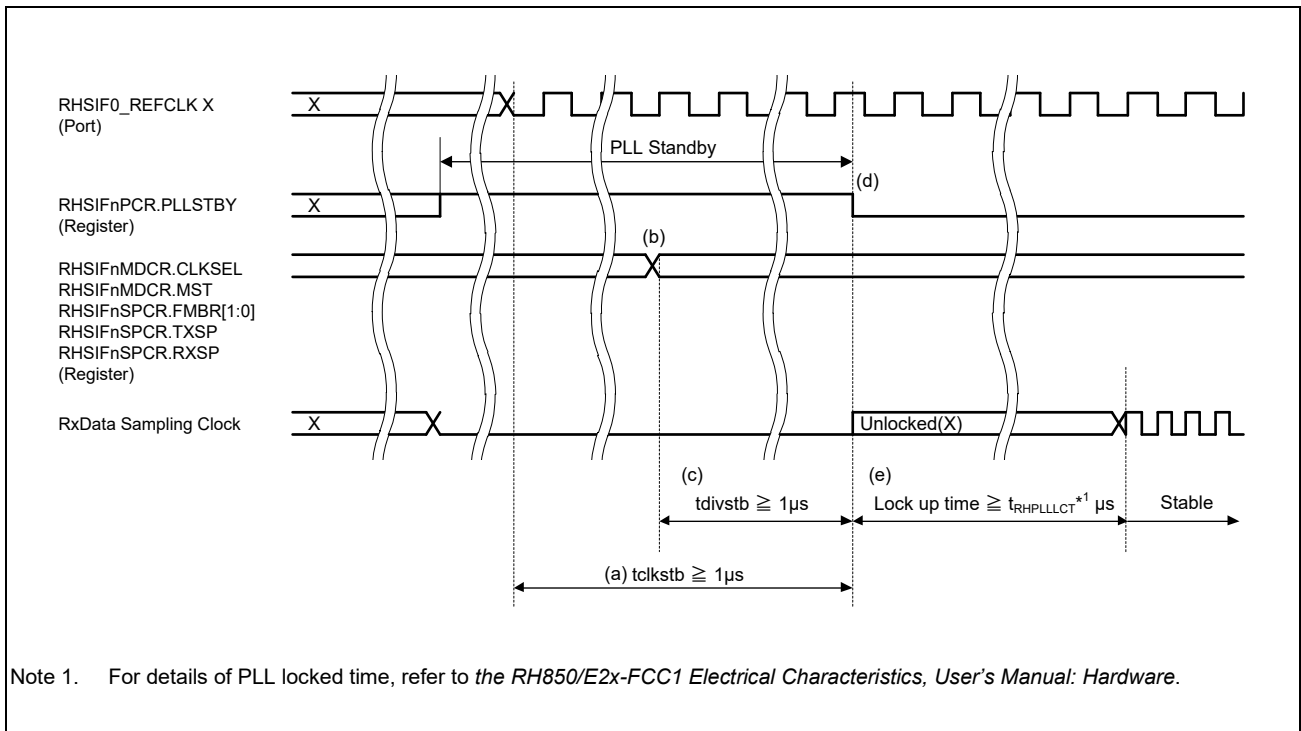 RHSIF0_REFCLK X
(Port)
X
PLL Standby
(d)
RHSIFnPCR.PLLSTBY
(Register)
X
(b)
RHSIFnMDCR.CLKSEL
RHSIFnMDCR.MST
RHSIFnSPCR.FMBR[1:0]
RHSIFnSPCR.TXSP
RHSIFnSPCR.RXSP
(Register)
RxData Sampling Clock
X
Unlocked(X)
(c)
(e)
tdivstb ≧ 1µs
Lock up time ≧ tRHPLLLCT*1 µs
Stable
(a) tclkstb ≧ 1µs
Note 1. For details of PLL locked time, refer to the RH850/E2x-FCC1 Electrical Characteristics, User’s Manual: Hardware.